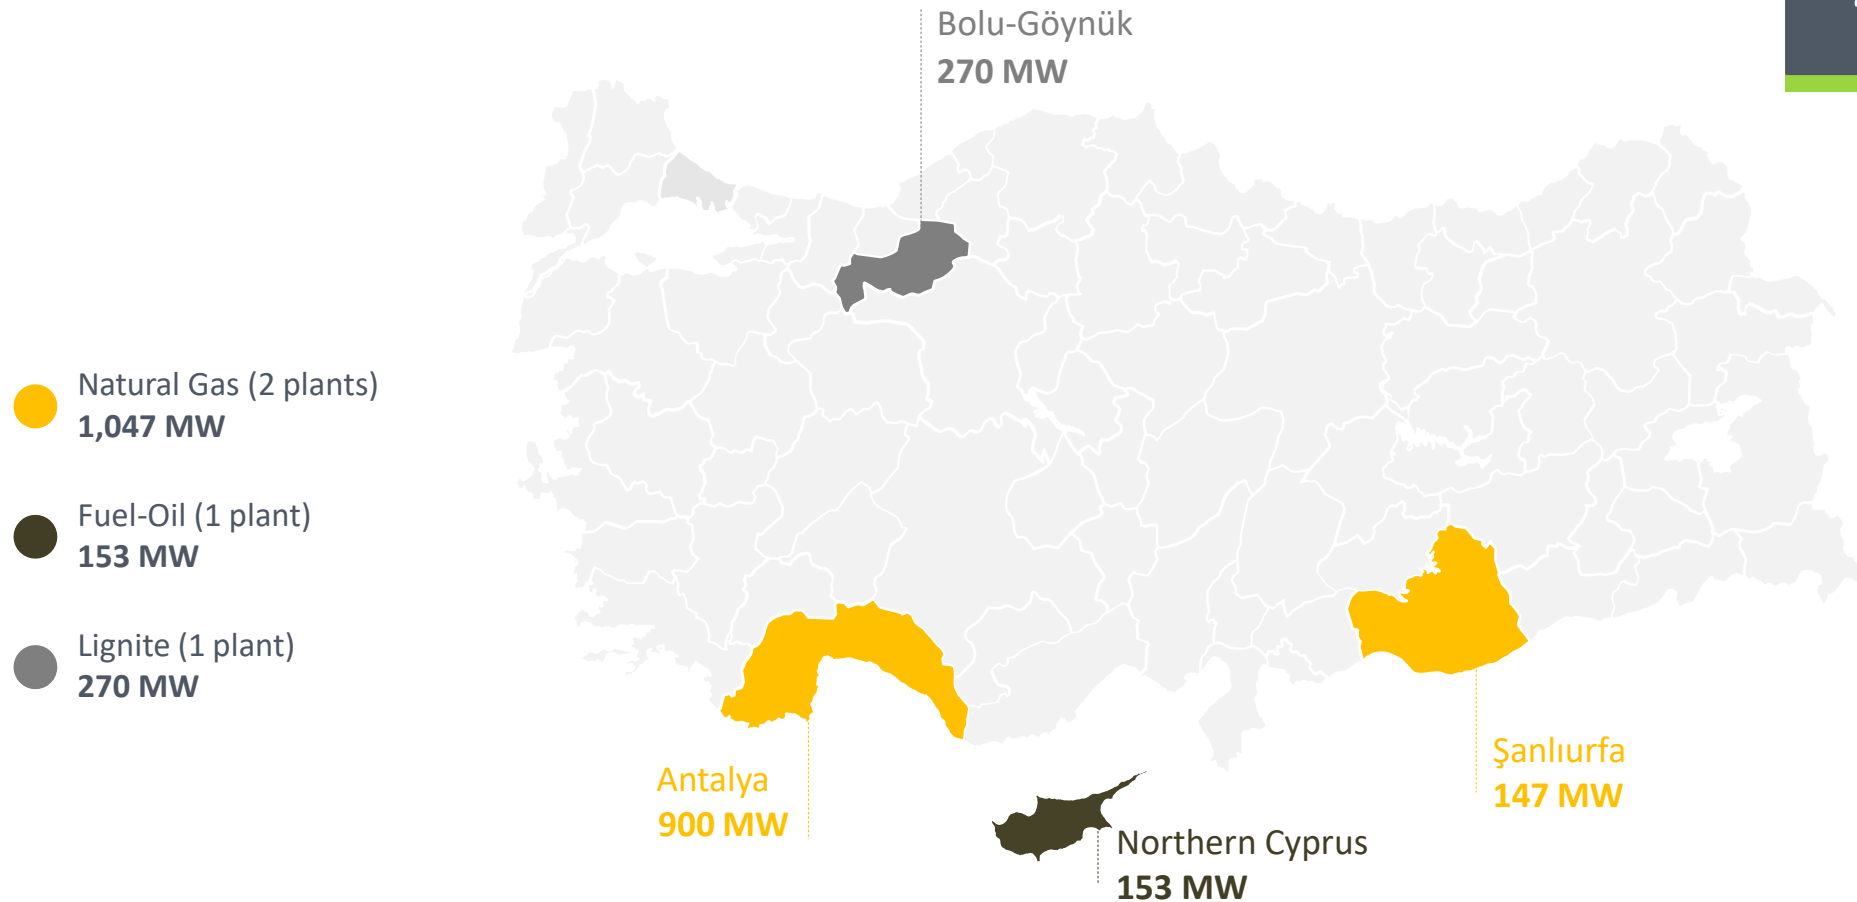 Bolu-Göynük
270 MW
Natural Gas (2 plants)
1,047 MW
Fuel-Oil (1 plant)
153 MW
Lignite (1 plant)
270 MW
Antalya
900 MW
Şanlıurfa
147 MW
Northern Cyprus
153 MW